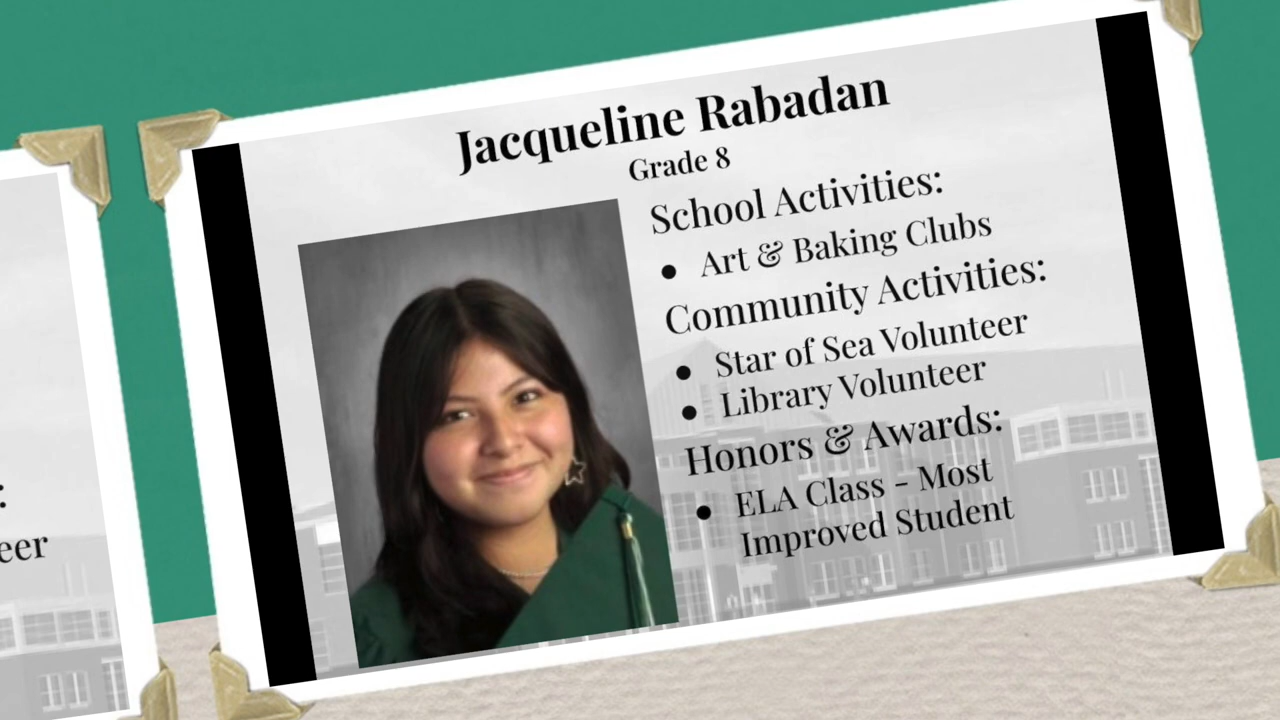 Jacqueline Rabadan
Grade 8
School Activities:
● Art & Baking Clubs
Community Activities:
● Star of Sea Volunteer
● Library Volunteer
Honors & Awards:
● ELA Class - Most
Improved Student
:
eer